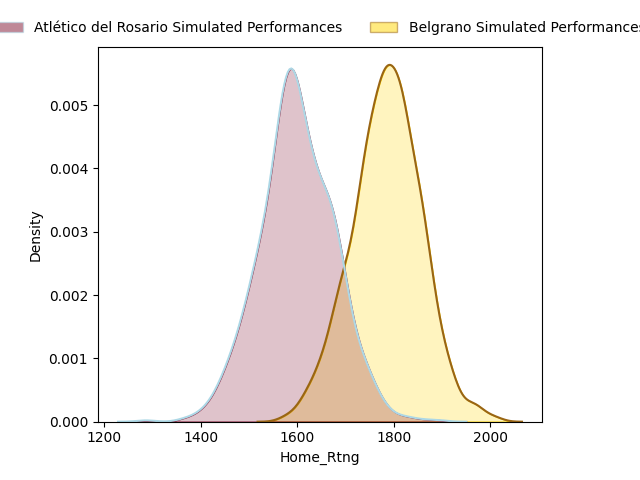 Atlético del Rosario Simulated Performances Belgrano Simulated Performances
0.005
0.004
0.003
0.002
0.001
0.000
Density
1200 1400 1600 1800 2000
Home_Rtng